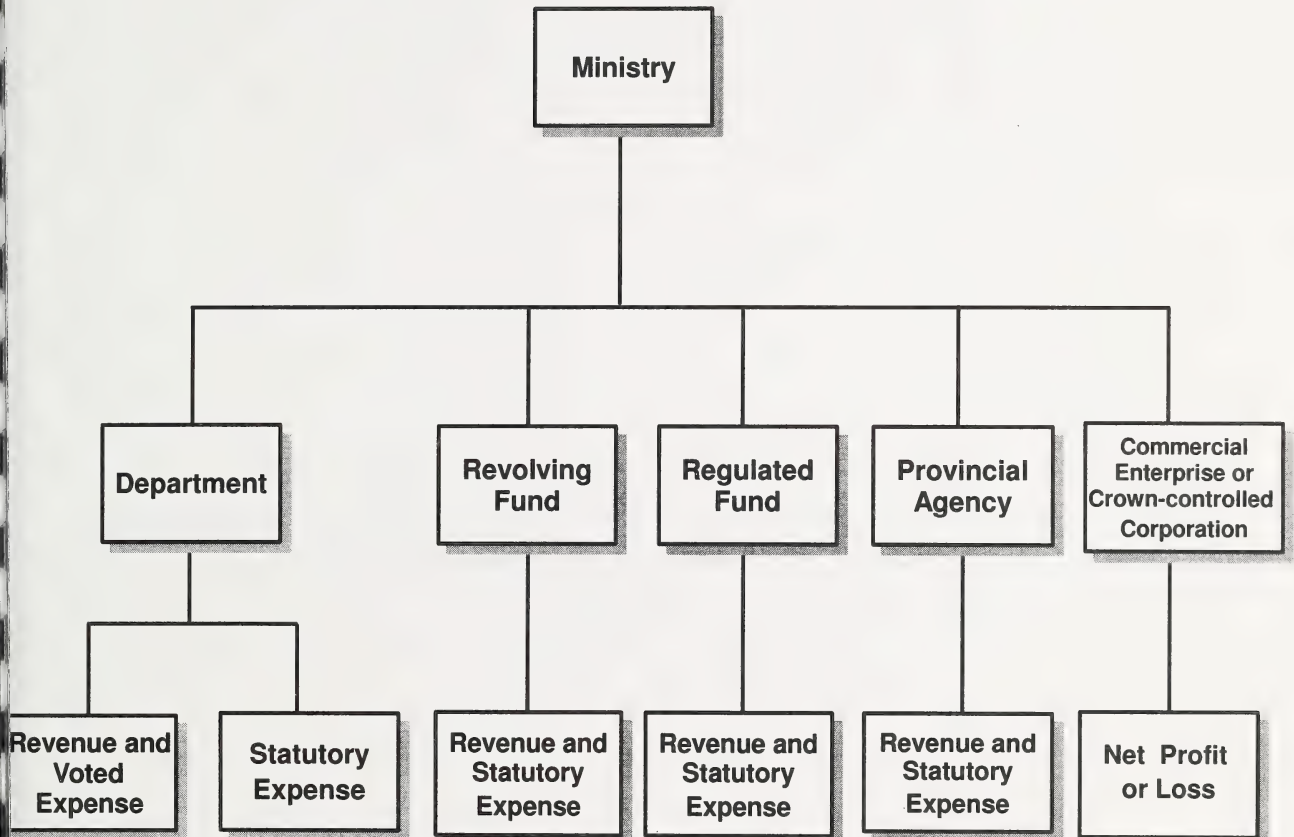 Ministry
Department
Revolving
Fund
Regulated
Fund
Provincial
Agency
Commercial
Enterprise or
Crown-controlled
Corporation
Revenue and
Voted
Expense
Statutory
Expense
Revenue and
Statutory
Expense
Revenue and
Statutory
Expense
Revenue and
Statutory
Expense
Net Profit
or Loss